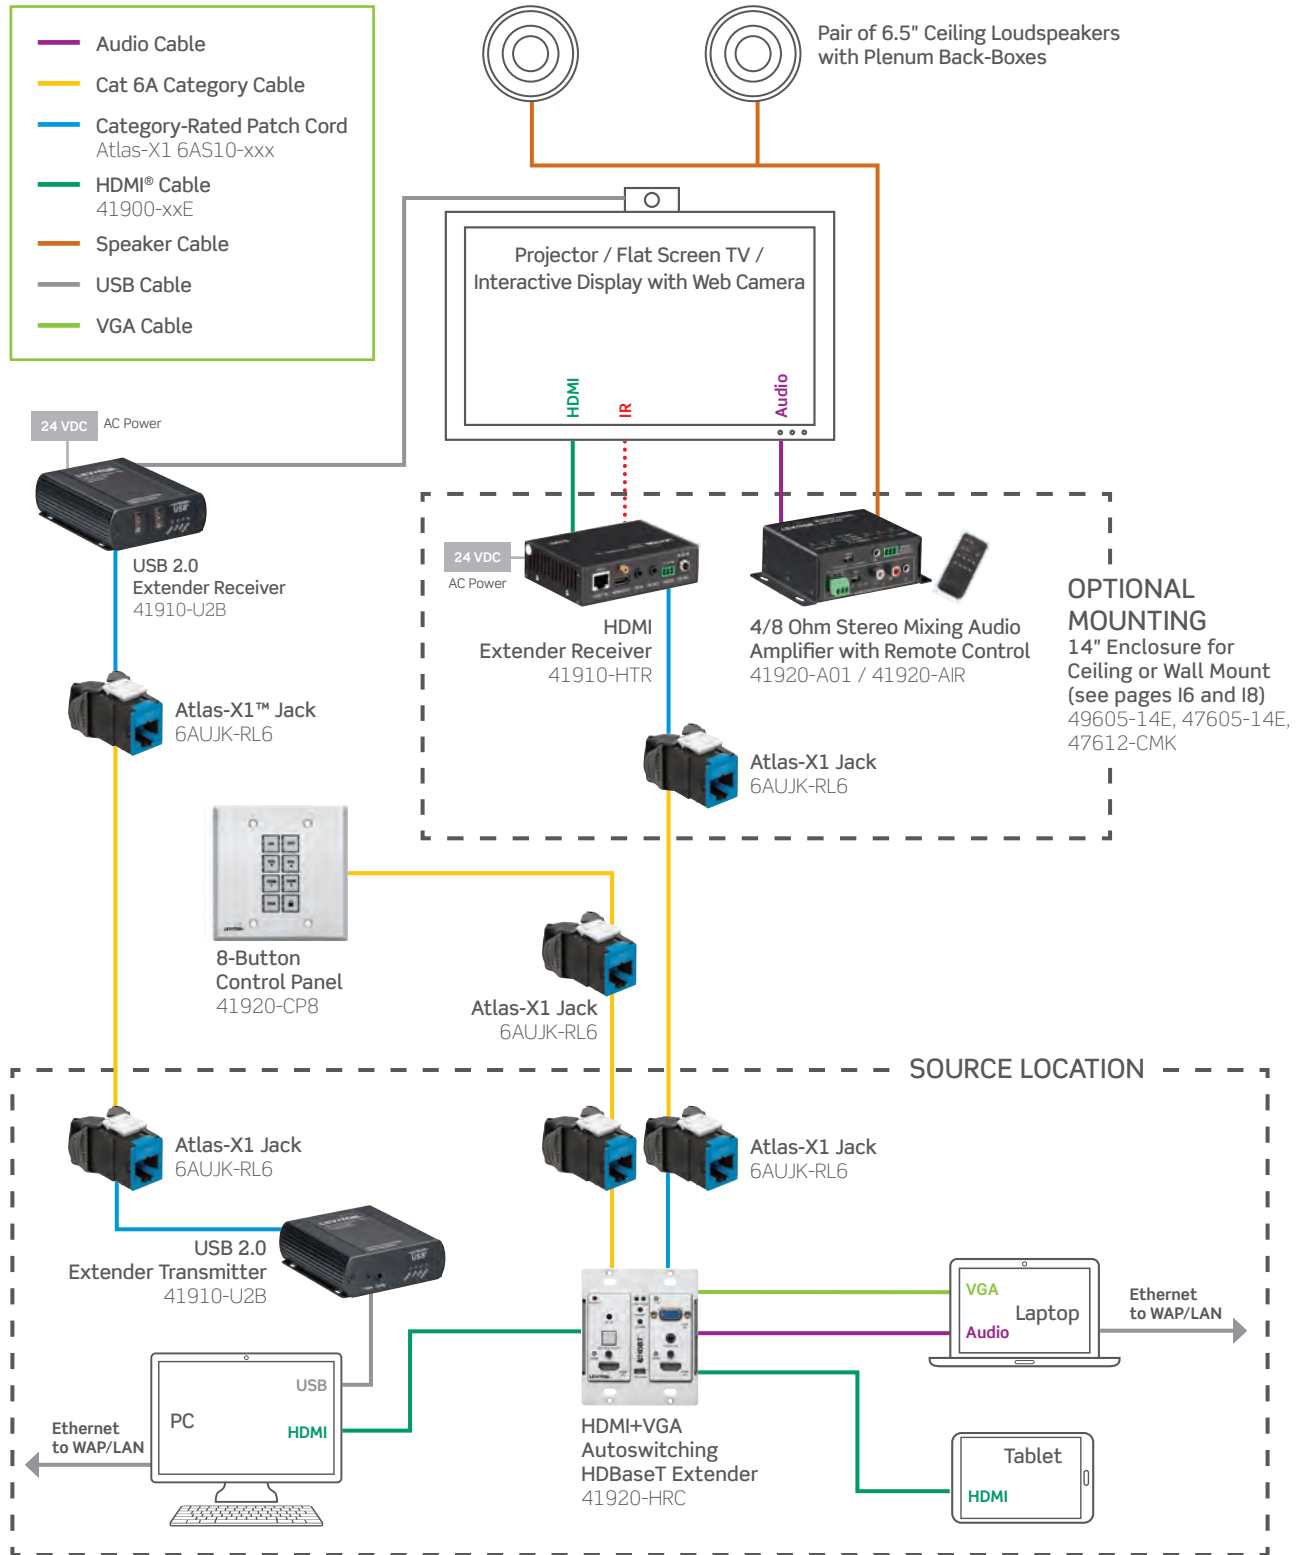 Audio Cable
Cat 6A Category Cable
Category-Rated Patch Cord
Atlas-X1 6AS10-xxx
HDMI® Cable
41900-xxE
Speaker Cable
USB Cable
VGA Cable
Pair of 6.5" Ceiling Loudspeakers
with Plenum Back-Boxes
Projector / Flat Screen TV /
Interactive Display with Web Camera
HDMI
IR
Audio
24 VDC
AC Power
USB 2.0
Extender Receiver
41910-U2B
24 VDC
AC Power
HDMI
Extender Receiver
41910-HTR
4/8 Ohm Stereo Mixing Audio
Amplifier with Remote Control
41920-A01 / 41920-AIR
OPTIONAL
MOUNTING
14" Enclosure for
Ceiling or Wall Mount
(see pages I6 and I8)
49605-14E, 47605-14E,
47612-CMK
Atlas-X1™ Jack
6AUJK-RL6
Atlas-X1 Jack
6AUJK-RL6
8-Button
Control Panel
41920-CP8
Atlas-X1 Jack
6AUJK-RL6
SOURCE LOCATION
Atlas-X1 Jack
6AUJK-RL6
Atlas-X1 Jack
6AUJK-RL6
USB 2.0
Extender Transmitter
41910-U2B
VGA
Laptop
Audio
Ethernet
to WAP/LAN
USB
PC
HDMI
Ethernet
to WAP/LAN
HDMI+VGA
Autoswitching
HDBaseT Extender
41920-HRC
Tablet
HDMI